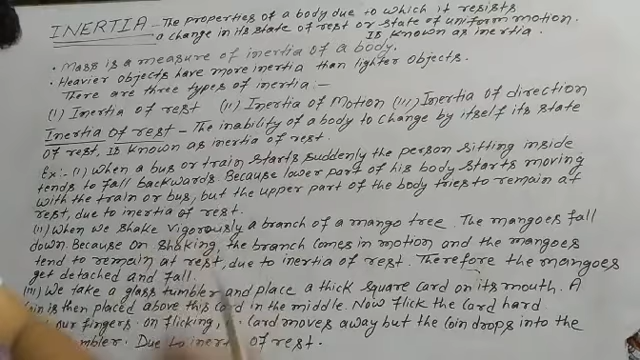 INERTIA - The properties of a body due to which it resists
a change in its state of rest or state of uniform motion.
Is known as inertia.
• Mass is a measure of inertia of a body.
• Heavier objects have more inertia than lighter objects.
There are three types of inertia:-
(I) Inertia of rest (II) Inertia of Motion (III) Inertia of direction
Inertia Of rest - The inability of a body to change by itself its state
Of rest, Is known as inertia of rest.
Ex:- (I) When a bus or train starts suddenly the person sitting inside
tends to fall backwards. Because lower part of his body starts moving
with the train or bus, but the upper part of the body tries to remain at
rest, due to inertia of rest.
(II) When we shake vigorously a branch of a mango tree. The mangoes fall
down. Because on shaking, the branch comes in motion and the mangoes
tend to remain at rest, due to inertia of rest. Therefore the mangoes
get detached and fall.
(III) We take a glass tumbler and place a thick square card on its mouth. A
is then placed above this card in the middle. Now flick the card hard
our fingers. on flicking, card moves away but the coin drops into the
Due to of rest.